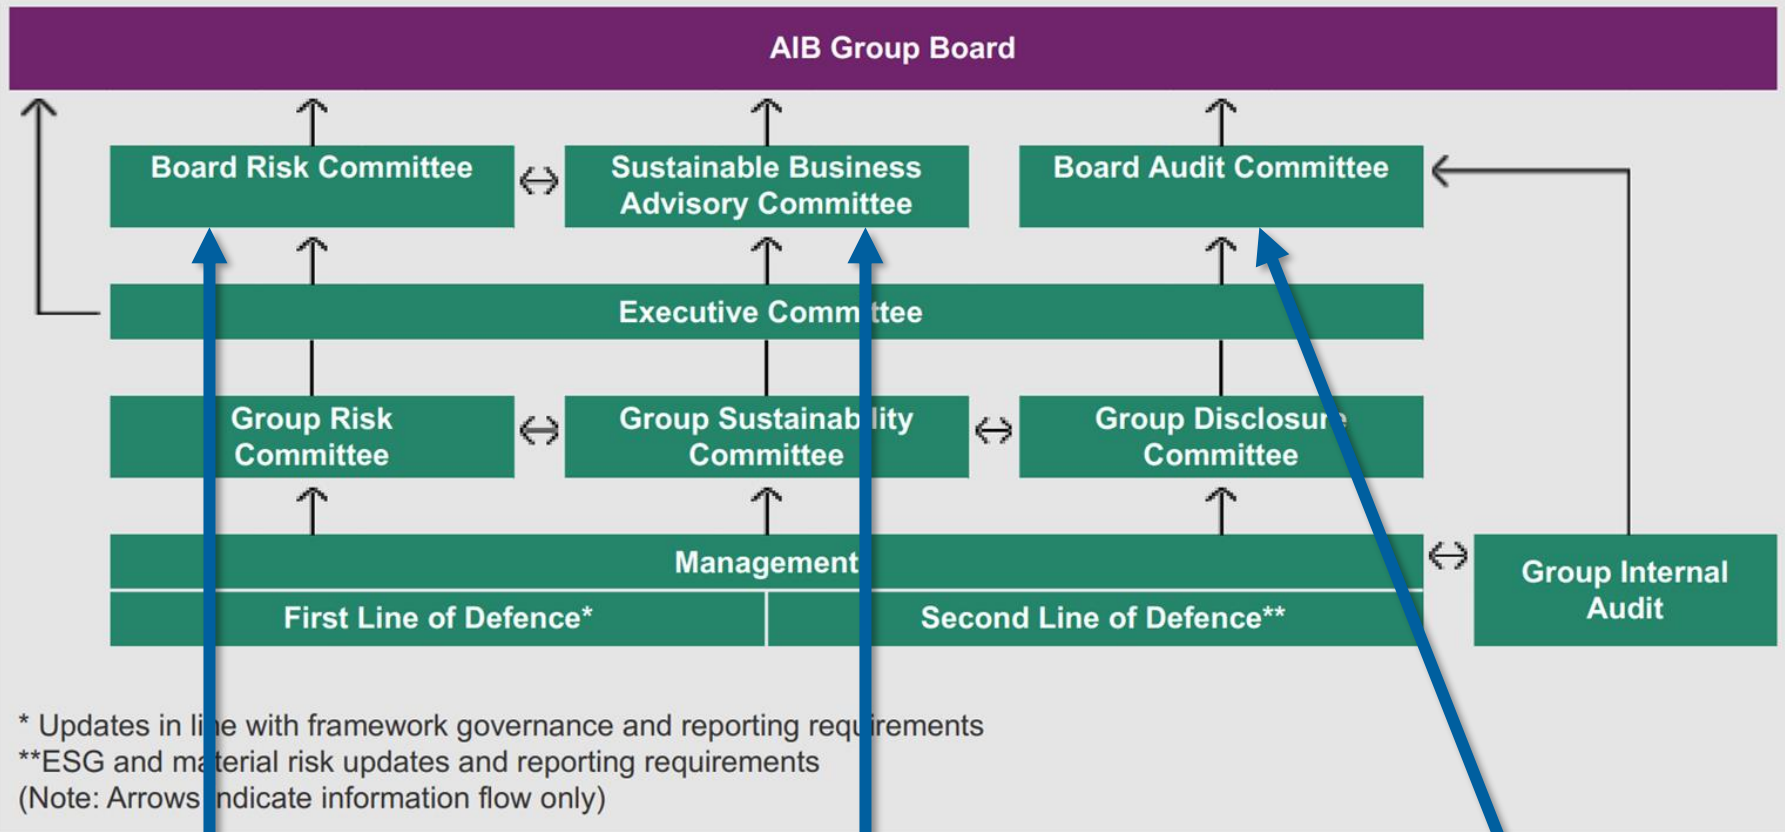 AIB Group Board
Board Risk Committee
Sustainable Business
Advisory Committee
Board Audit Committee
Executive Committee
Group Risk
Committee
Group Sustainability
Committee
Group Disclosure
Committee
Management
First Line of Defence*
Second Line of Defence**
Group Internal
Audit
* Updates in line with framework governance and reporting requirements
**ESG and material risk updates and reporting requirements
(Note: Arrows indicate information flow only)